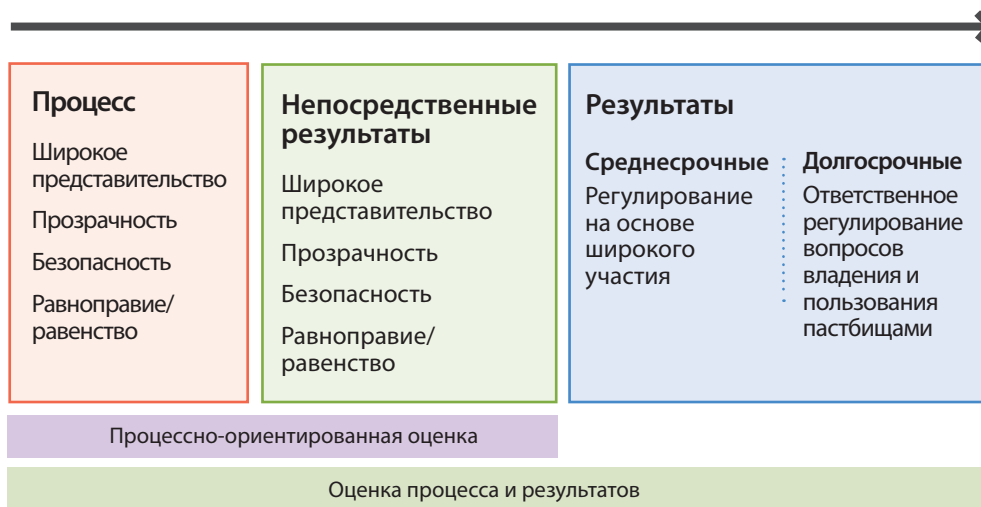 Процесс
Широкое
представительство
Прозрачность
Безопасность
Равноправие/
равенство
Непосредственные
результаты
Широкое
представительство
Прозрачность
Безопасность
Равноправие/
равенство
Результаты
Среднесрочные
Регулирование
на основе
широкого
участия
Долгосрочные
Ответственное
регулирование
вопросов
владения и
пользования
пастбищами
Процессно-ориентированная оценка
Оценка процесса и результатов